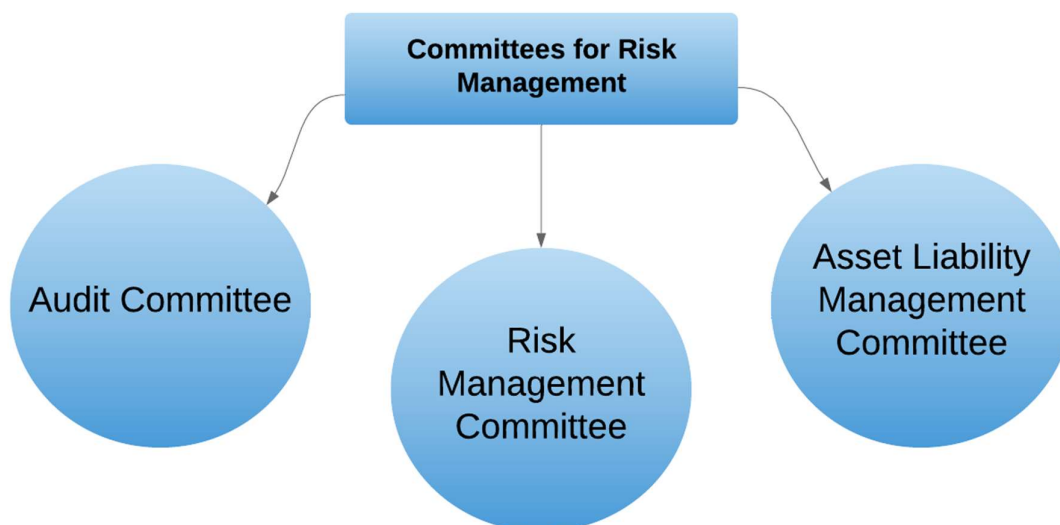 Committees for Risk
Management
Audit Committee
Risk
Management
Committee
Asset Liability
Management
Committee